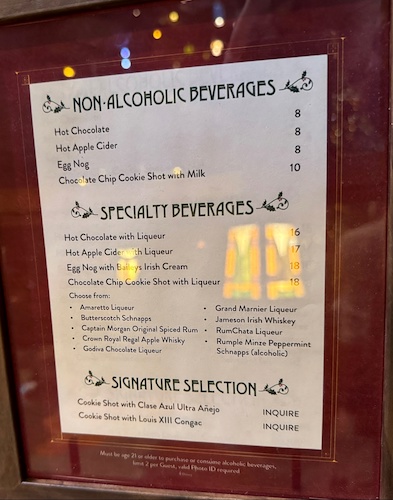 NON-ALCOHOLIC BEVERAGES
Hot Chocolate 8
Hot Apple Cider 8
Egg Nog 8
Chocolate Chip Cookie Shot with Milk 10
SPECIALTY BEVERAGES
Hot Chocolate with Liqueur 16
Hot Apple Cider with Liqueur 17
Egg Nog with Baileys Irish Cream 18
Chocolate Chip Cookie Shot with Liqueur 18
Choose from:
• Amaretto Liqueur
• Butterscotch Schnapps
• Captain Morgan Original Spiced Rum
• Crown Royal Regal Apple Whisky
• Godiva Chocolate Liqueur
• Grand Marnier Liqueur
• Jameson Irish Whiskey
• RumChata Liqueur
• Rumple Minze Peppermint
Schnapps (alcoholic)
SIGNATURE SELECTION
Cookie Shot with Clase Azul Ultra Añejo INQUIRE
Cookie Shot with Louis XIII Congac INQUIRE
Must be age 21 or older to purchase or consume alcoholic beverages,
limit 2 per Guest, valid Photo ID required